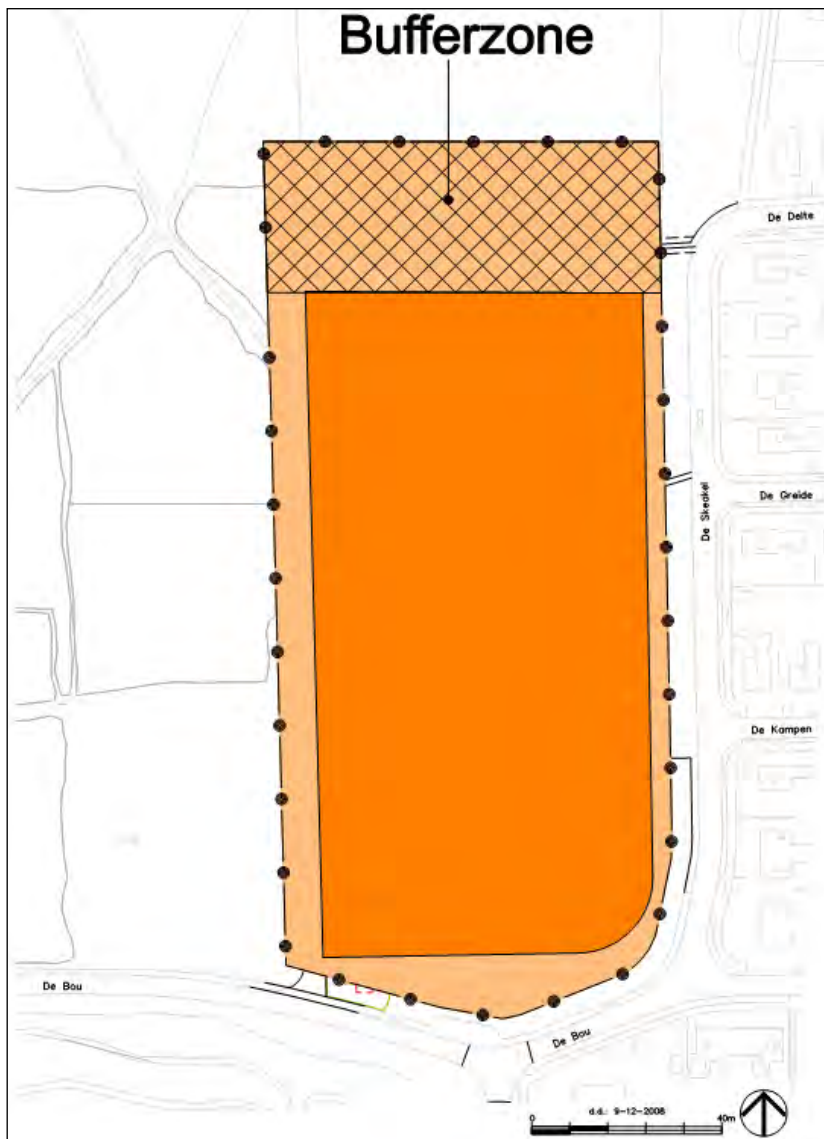 Bufferzone
De Delte
De Greide
De Skeakel
De Kampen
De Bou
De Bou
d.d.: 9-12-2008
0
40m